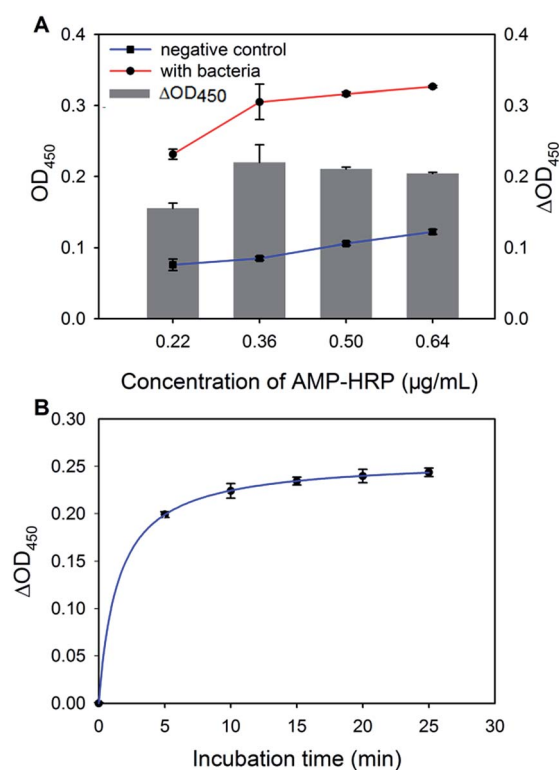 A
0.4
0.3
0.2
0.1
0.0
OD450
negative control
with bacteria
ΔOD450
0.4
0.3
0.2
0.1
0.0
ΔOD450
0.22 0.36 0.50 0.64
Concentration of AMP-HRP (μg/mL)
B
0.30
0.25
0.20
0.15
0.10
0.05
0.00
ΔOD450
0 5 10 15 20 25 30
Incubation time (min)